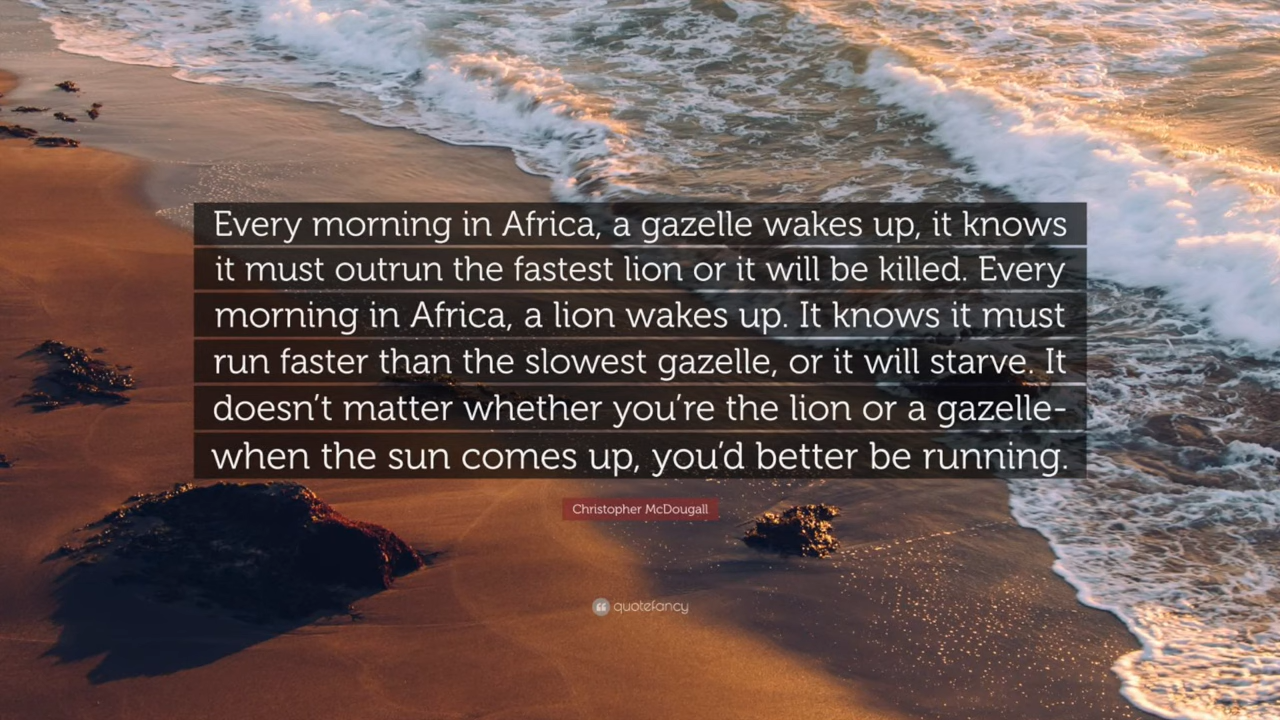 Every morning in Africa, a gazelle wakes up, it knows
it must outrun the fastest lion or it will be killed. Every
morning in Africa, a lion wakes up. It knows it must
run faster than the slowest gazelle, or it will starve. It
doesn’t matter whether you’re the lion or a gazelle-
when the sun comes up, you’d better be running.
Christopher McDougall
quotefancy